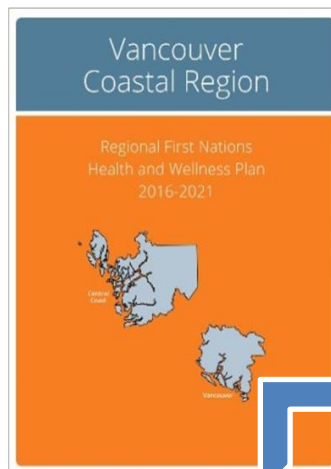 Vancouver
Coastal Region
Regional First Nations
Health and Wellness Plan
2016-2021
Central
Coast
Vancouver